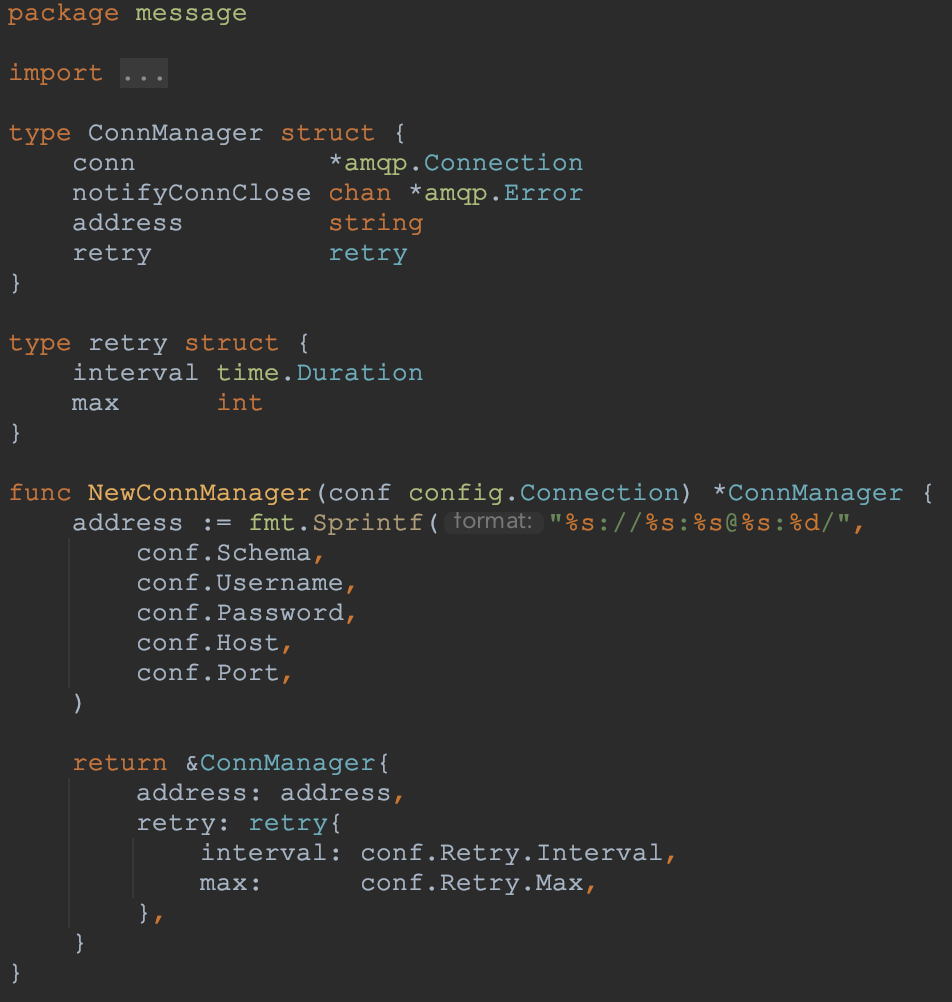 package message
import ...
type ConnManager struct {
    conn            *amqp.Connection
    notifyConnClose chan *amqp.Error
    address         string
    retry           retry
}
type retry struct {
    interval time.Duration
    max      int
}
func NewConnManager(conf config.Connection) *ConnManager {
    address := fmt.Sprintf( format: "%s://%s:%s@%s:%d/",
        conf.Schema,
        conf.Username,
        conf.Password,
        conf.Host,
        conf.Port,
    )
    return &ConnManager{
        address: address,
        retry: retry{
            interval: conf.Retry.Interval,
            max:      conf.Retry.Max,
        },
    }
}